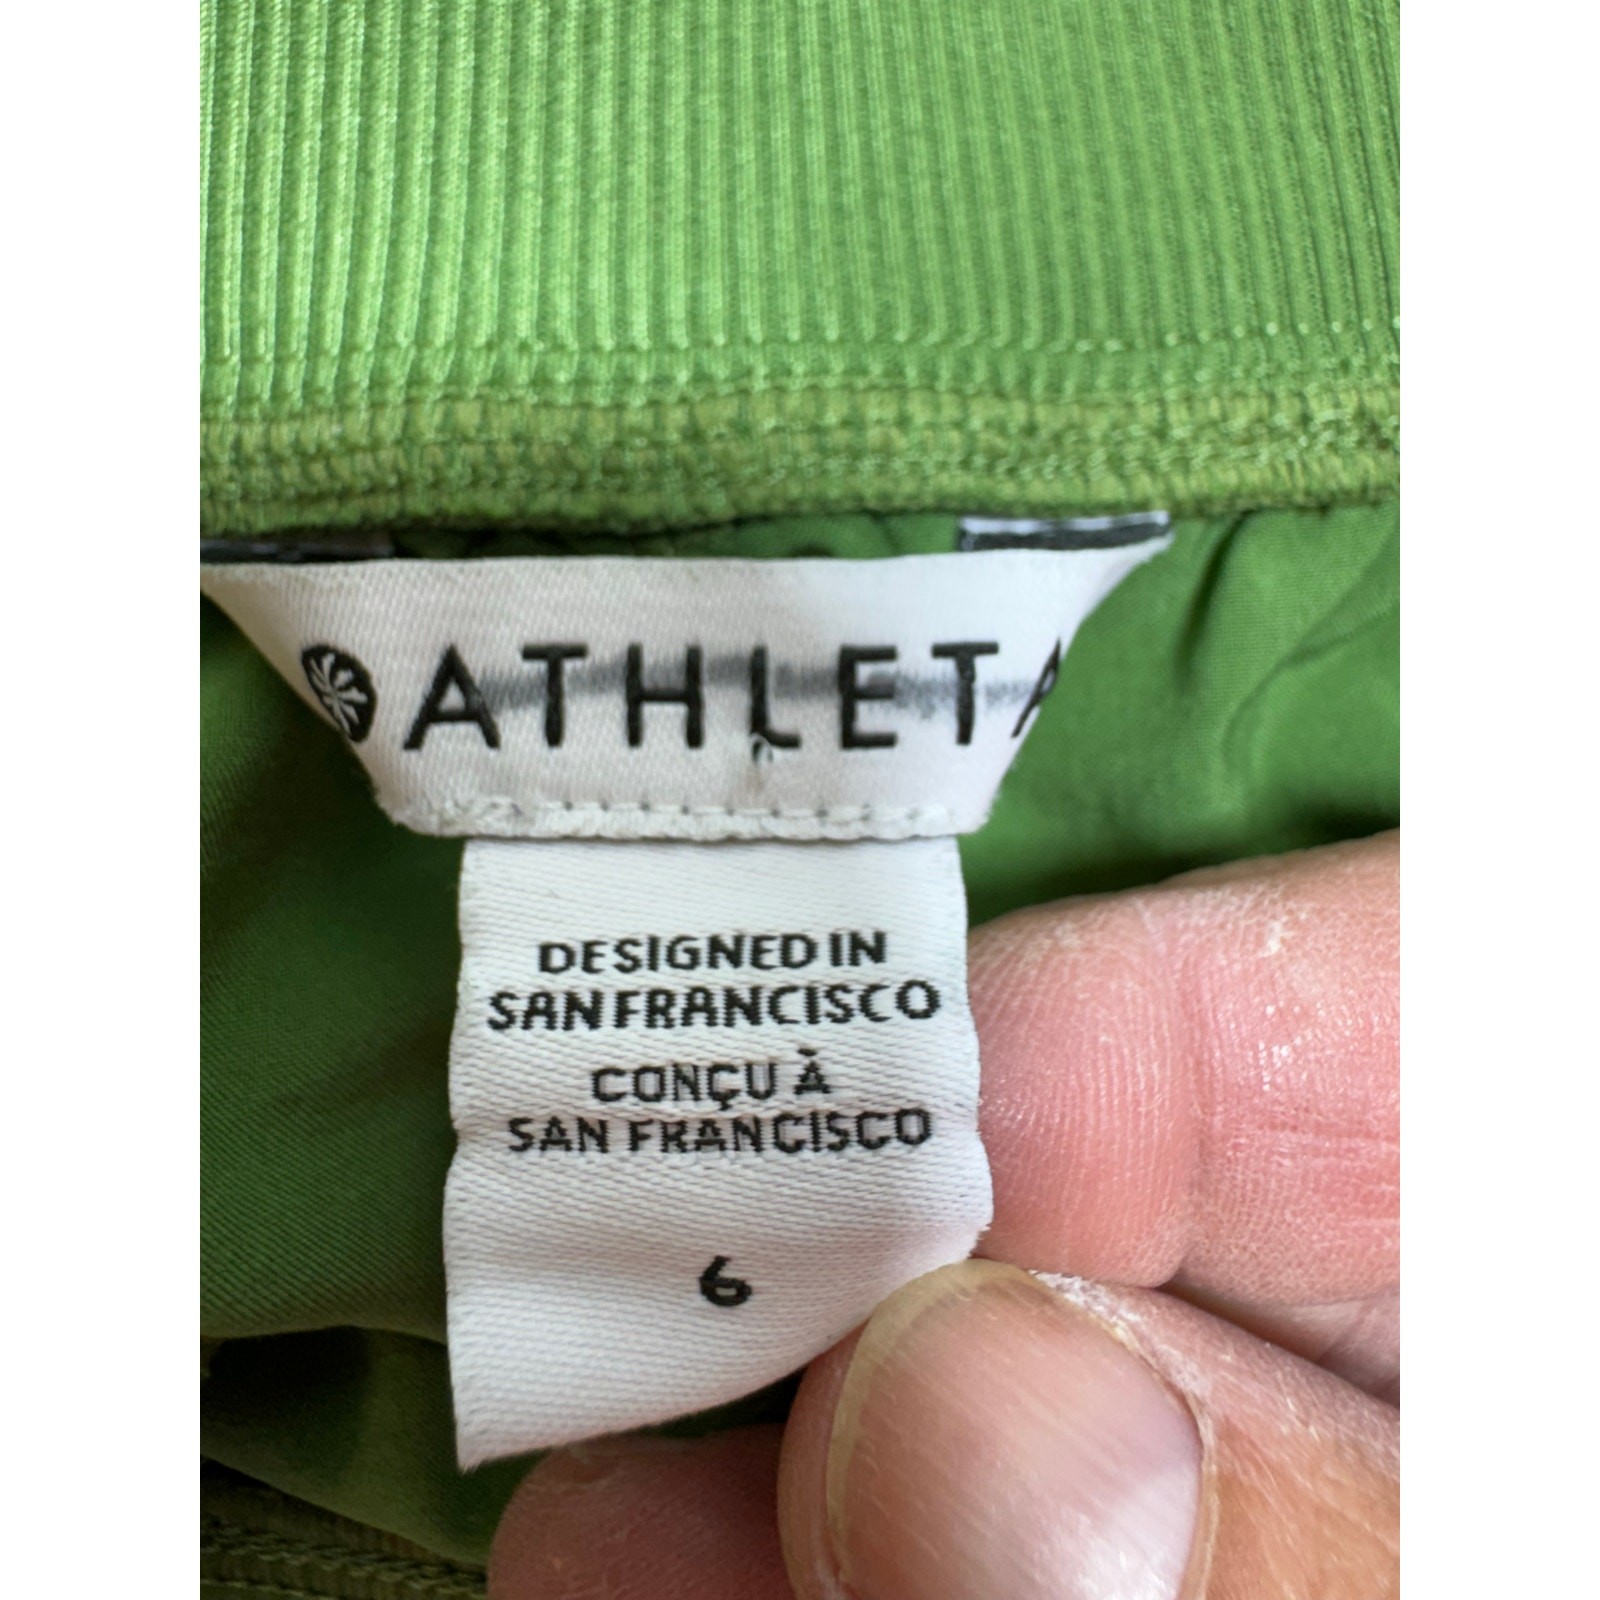 ATHLETA
DESIGNED IN
SAN FRANCISCO
CONÇU À
SAN FRANCISCO
6